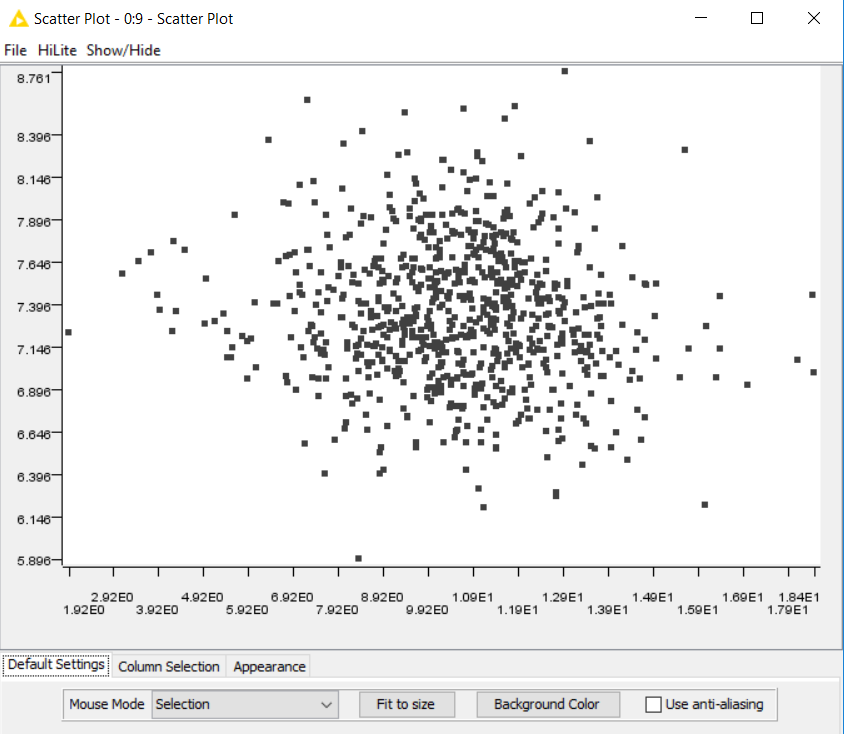 Scatter Plot - 0:9 - Scatter Plot
File HiLite Show/Hide
8.761
8.396
8.146
7.896
7.646
7.396
7.146
6.896
6.646
6.396
6.146
5.896
2.92E0 4.92E0 6.92E0 8.92E0 1.09E1 1.29E1 1.49E1 1.69E1 1.84E1
1.92E0 3.92E0 5.92E0 7.92E0 9.92E0 1.19E1 1.39E1 1.59E1 1.79E1
Default Settings Column Selection Appearance
Mouse Mode Selection Fit to size Background Color Use anti-aliasing